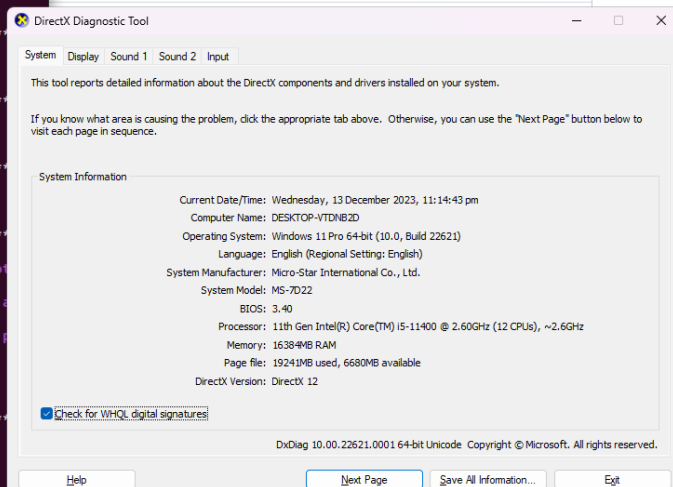 DirectX Diagnostic Tool
System Display Sound 1 Sound 2 Input
This tool reports detailed information about the DirectX components and drivers installed on your system.
If you know what area is causing the problem, click the appropriate tab above. Otherwise, you can use the "Next Page" button below to
visit each page in sequence.
System Information
Current Date/Time: Wednesday, 13 December 2023, 11:14:43 pm
Computer Name: DESKTOP-VTDNB2D
Operating System: Windows 11 Pro 64-bit (10.0, Build 22621)
Language: English (Regional Setting: English)
System Manufacturer: Micro-Star International Co., Ltd.
System Model: MS-7D22
BIOS: 3.40
Processor: 11th Gen Intel(R) Core(TM) i5-11400 @ 2.60GHz (12 CPUs), ~2.6GHz
Memory: 16384MB RAM
Page file: 19241MB used, 6680MB available
DirectX Version: DirectX 12
Check for WHQL digital signatures
DxDiag 10.00.22621.0001 64-bit Unicode Copyright © Microsoft. All rights reserved.
Help Next Page Save All Information... Exit